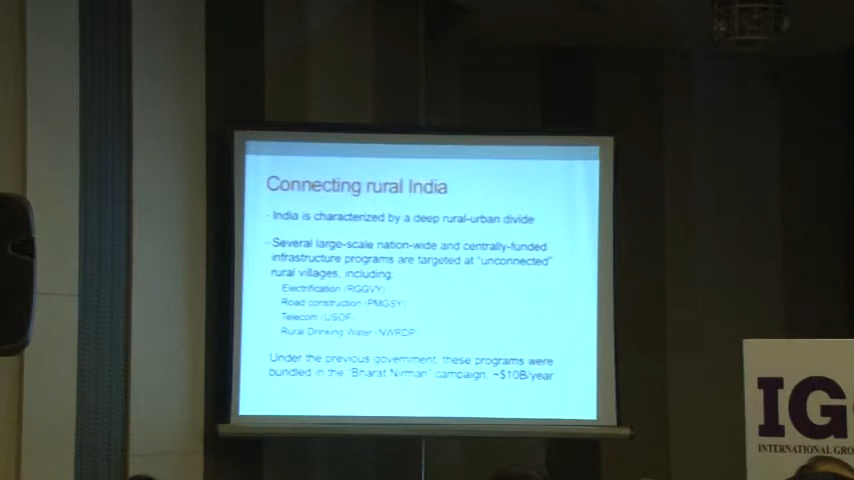 Connecting rural India
India is characterized by a deep rural-urban divide
Several large-scale nation-wide and centrally-funded
infrastructure programs are targeted at "unconnected"
rural villages, including:
Electrification (RGGVY)
Road construction (PMGSY)
Telecom (USOF)
Rural Drinking Water (NWRDP)
Under the previous government, these programs were
bundled in the "Bharat Nirman" campaign: ~$10B/year
IG
INTERNATIONAL GRO